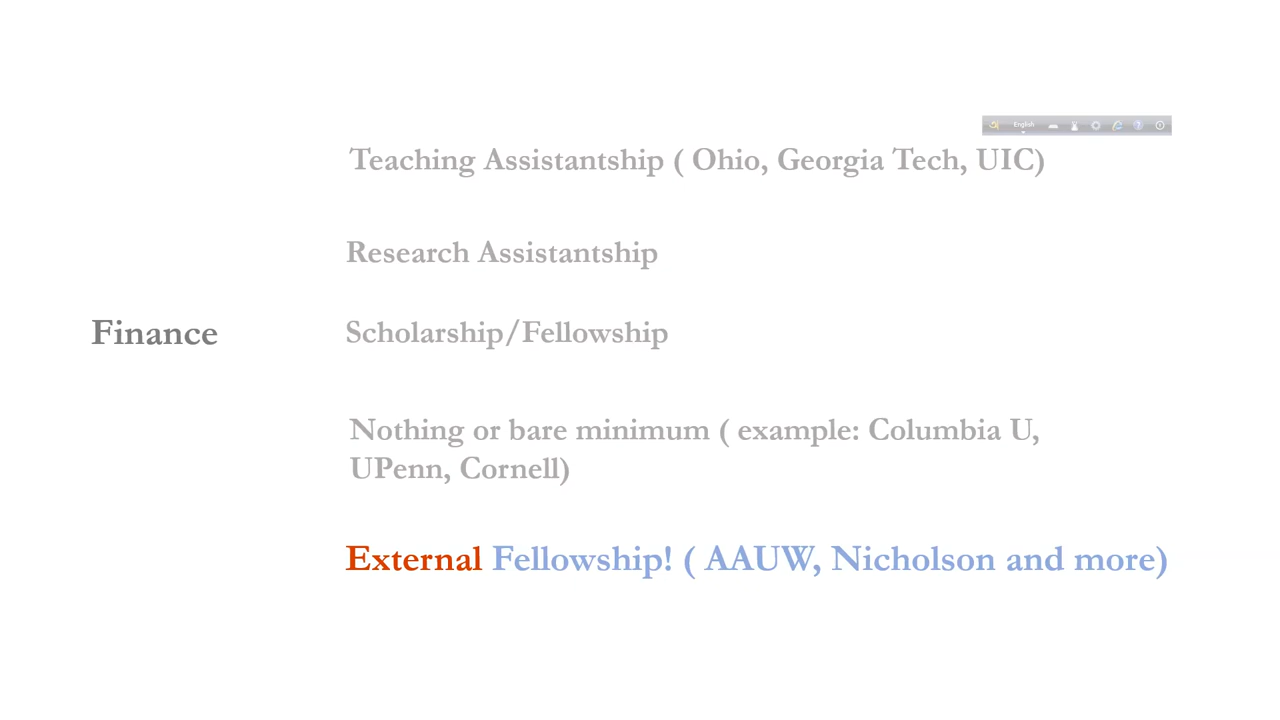 English
Teaching Assistantship ( Ohio, Georgia Tech, UIC)
Research Assistantship
Finance
Scholarship/Fellowship
Nothing or bare minimum ( example: Columbia U,
UPenn, Cornell)
External Fellowship! ( AAUW, Nicholson and more)